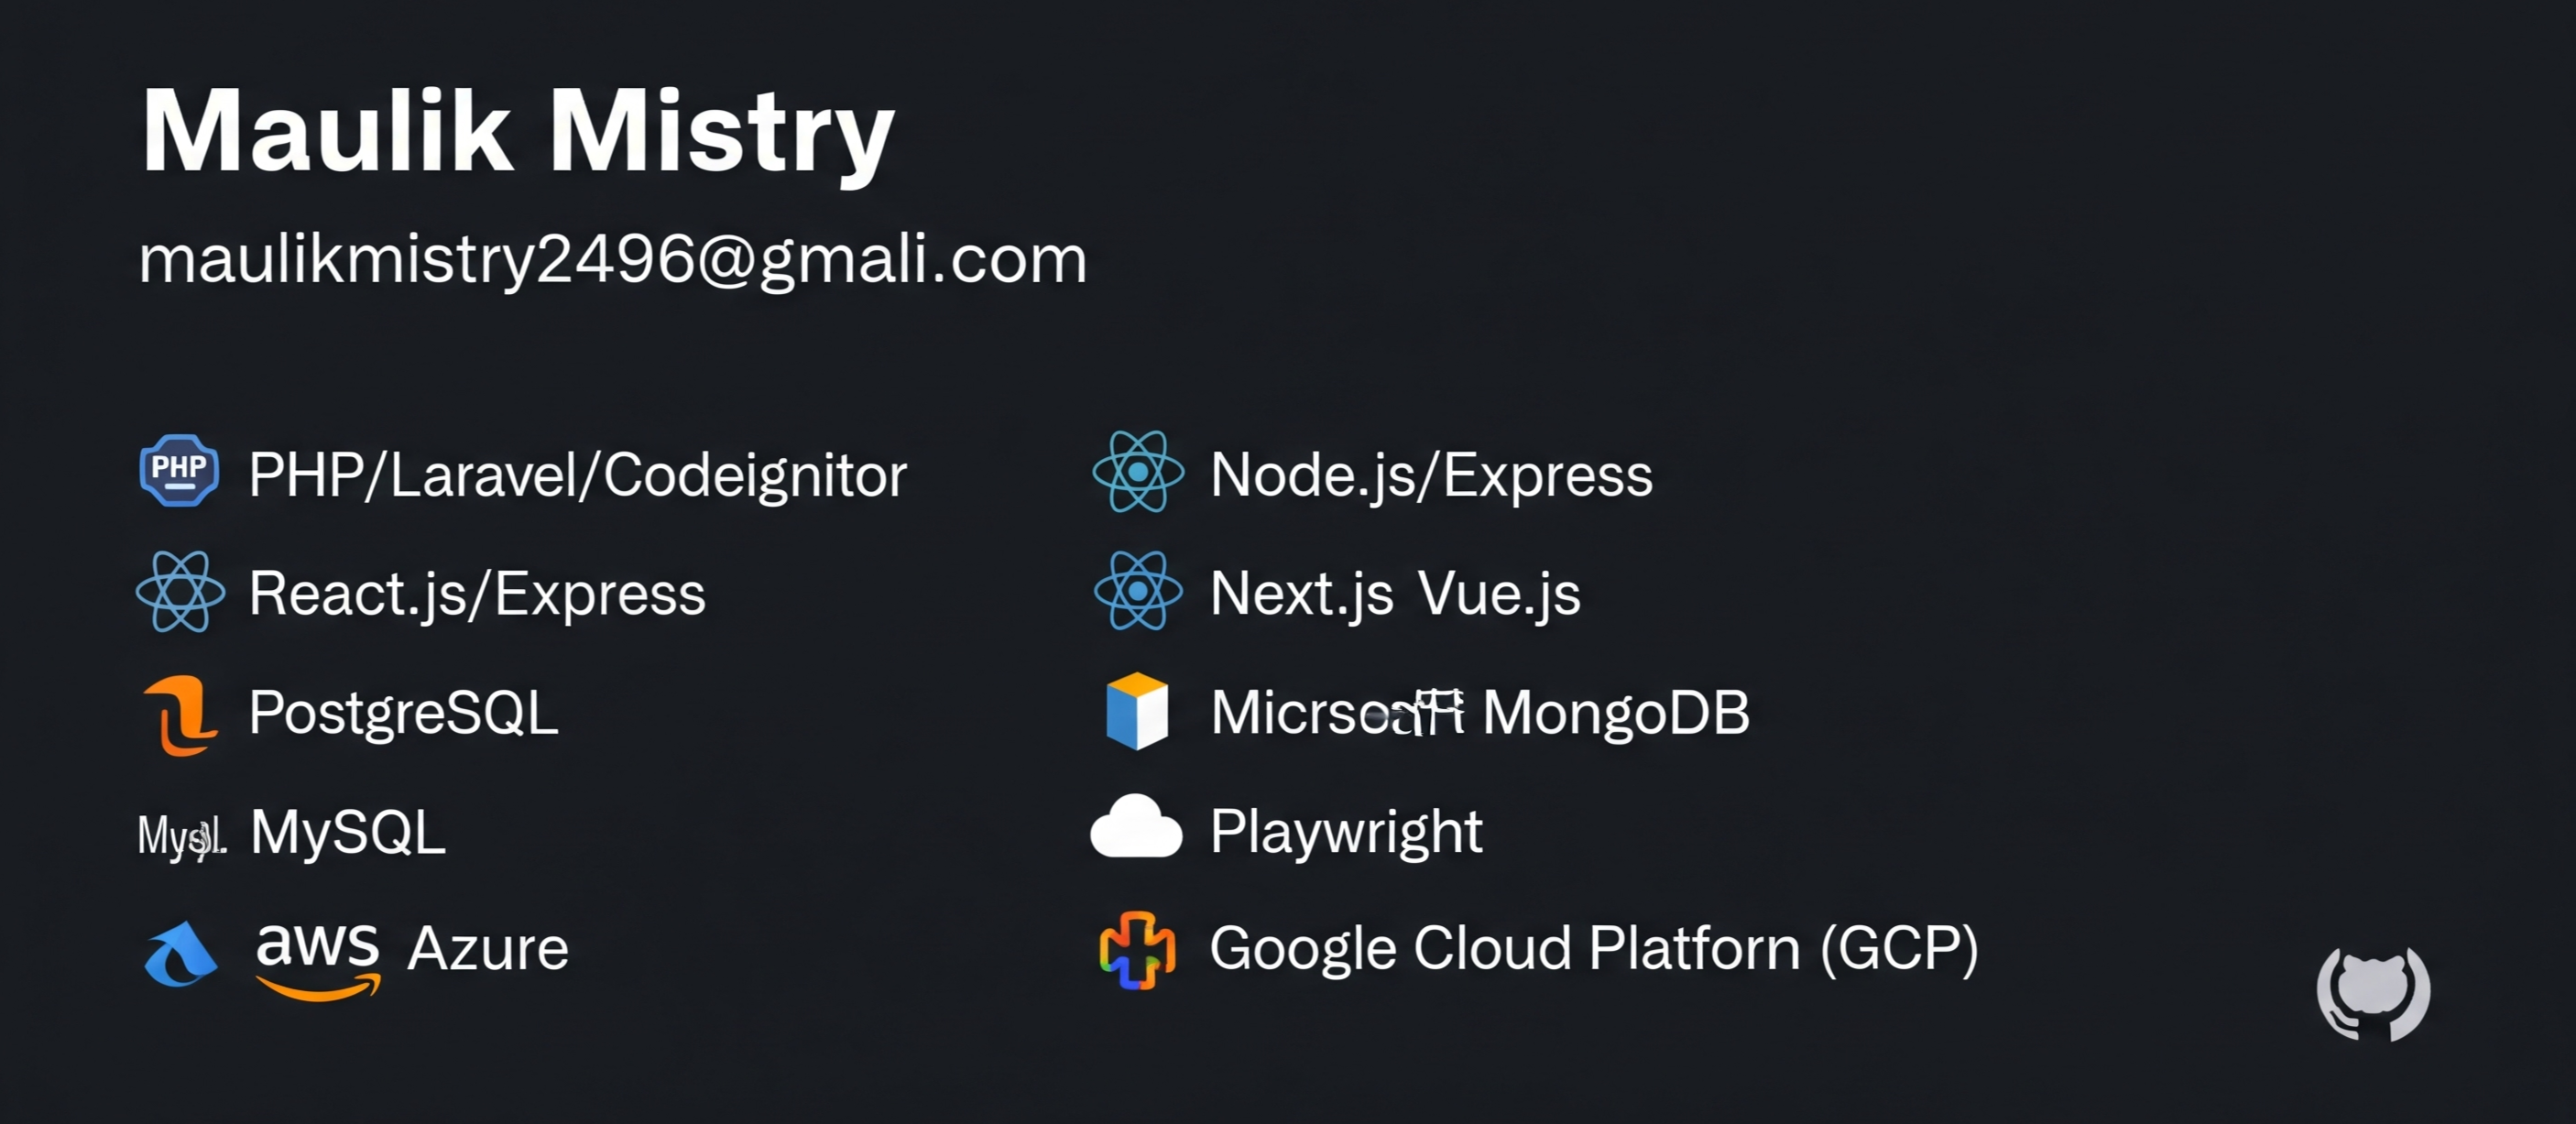 Maulik Mistry
maulikmistry2496@gmali.com
PHP PHP/Laravel/Codeignitor
Node.js/Express
React.js/Express
Next.js Vue.js
PostgreSQL
MongoDB
MySQL
Playwright
aws Azure
Google Cloud Platforn (GCP)